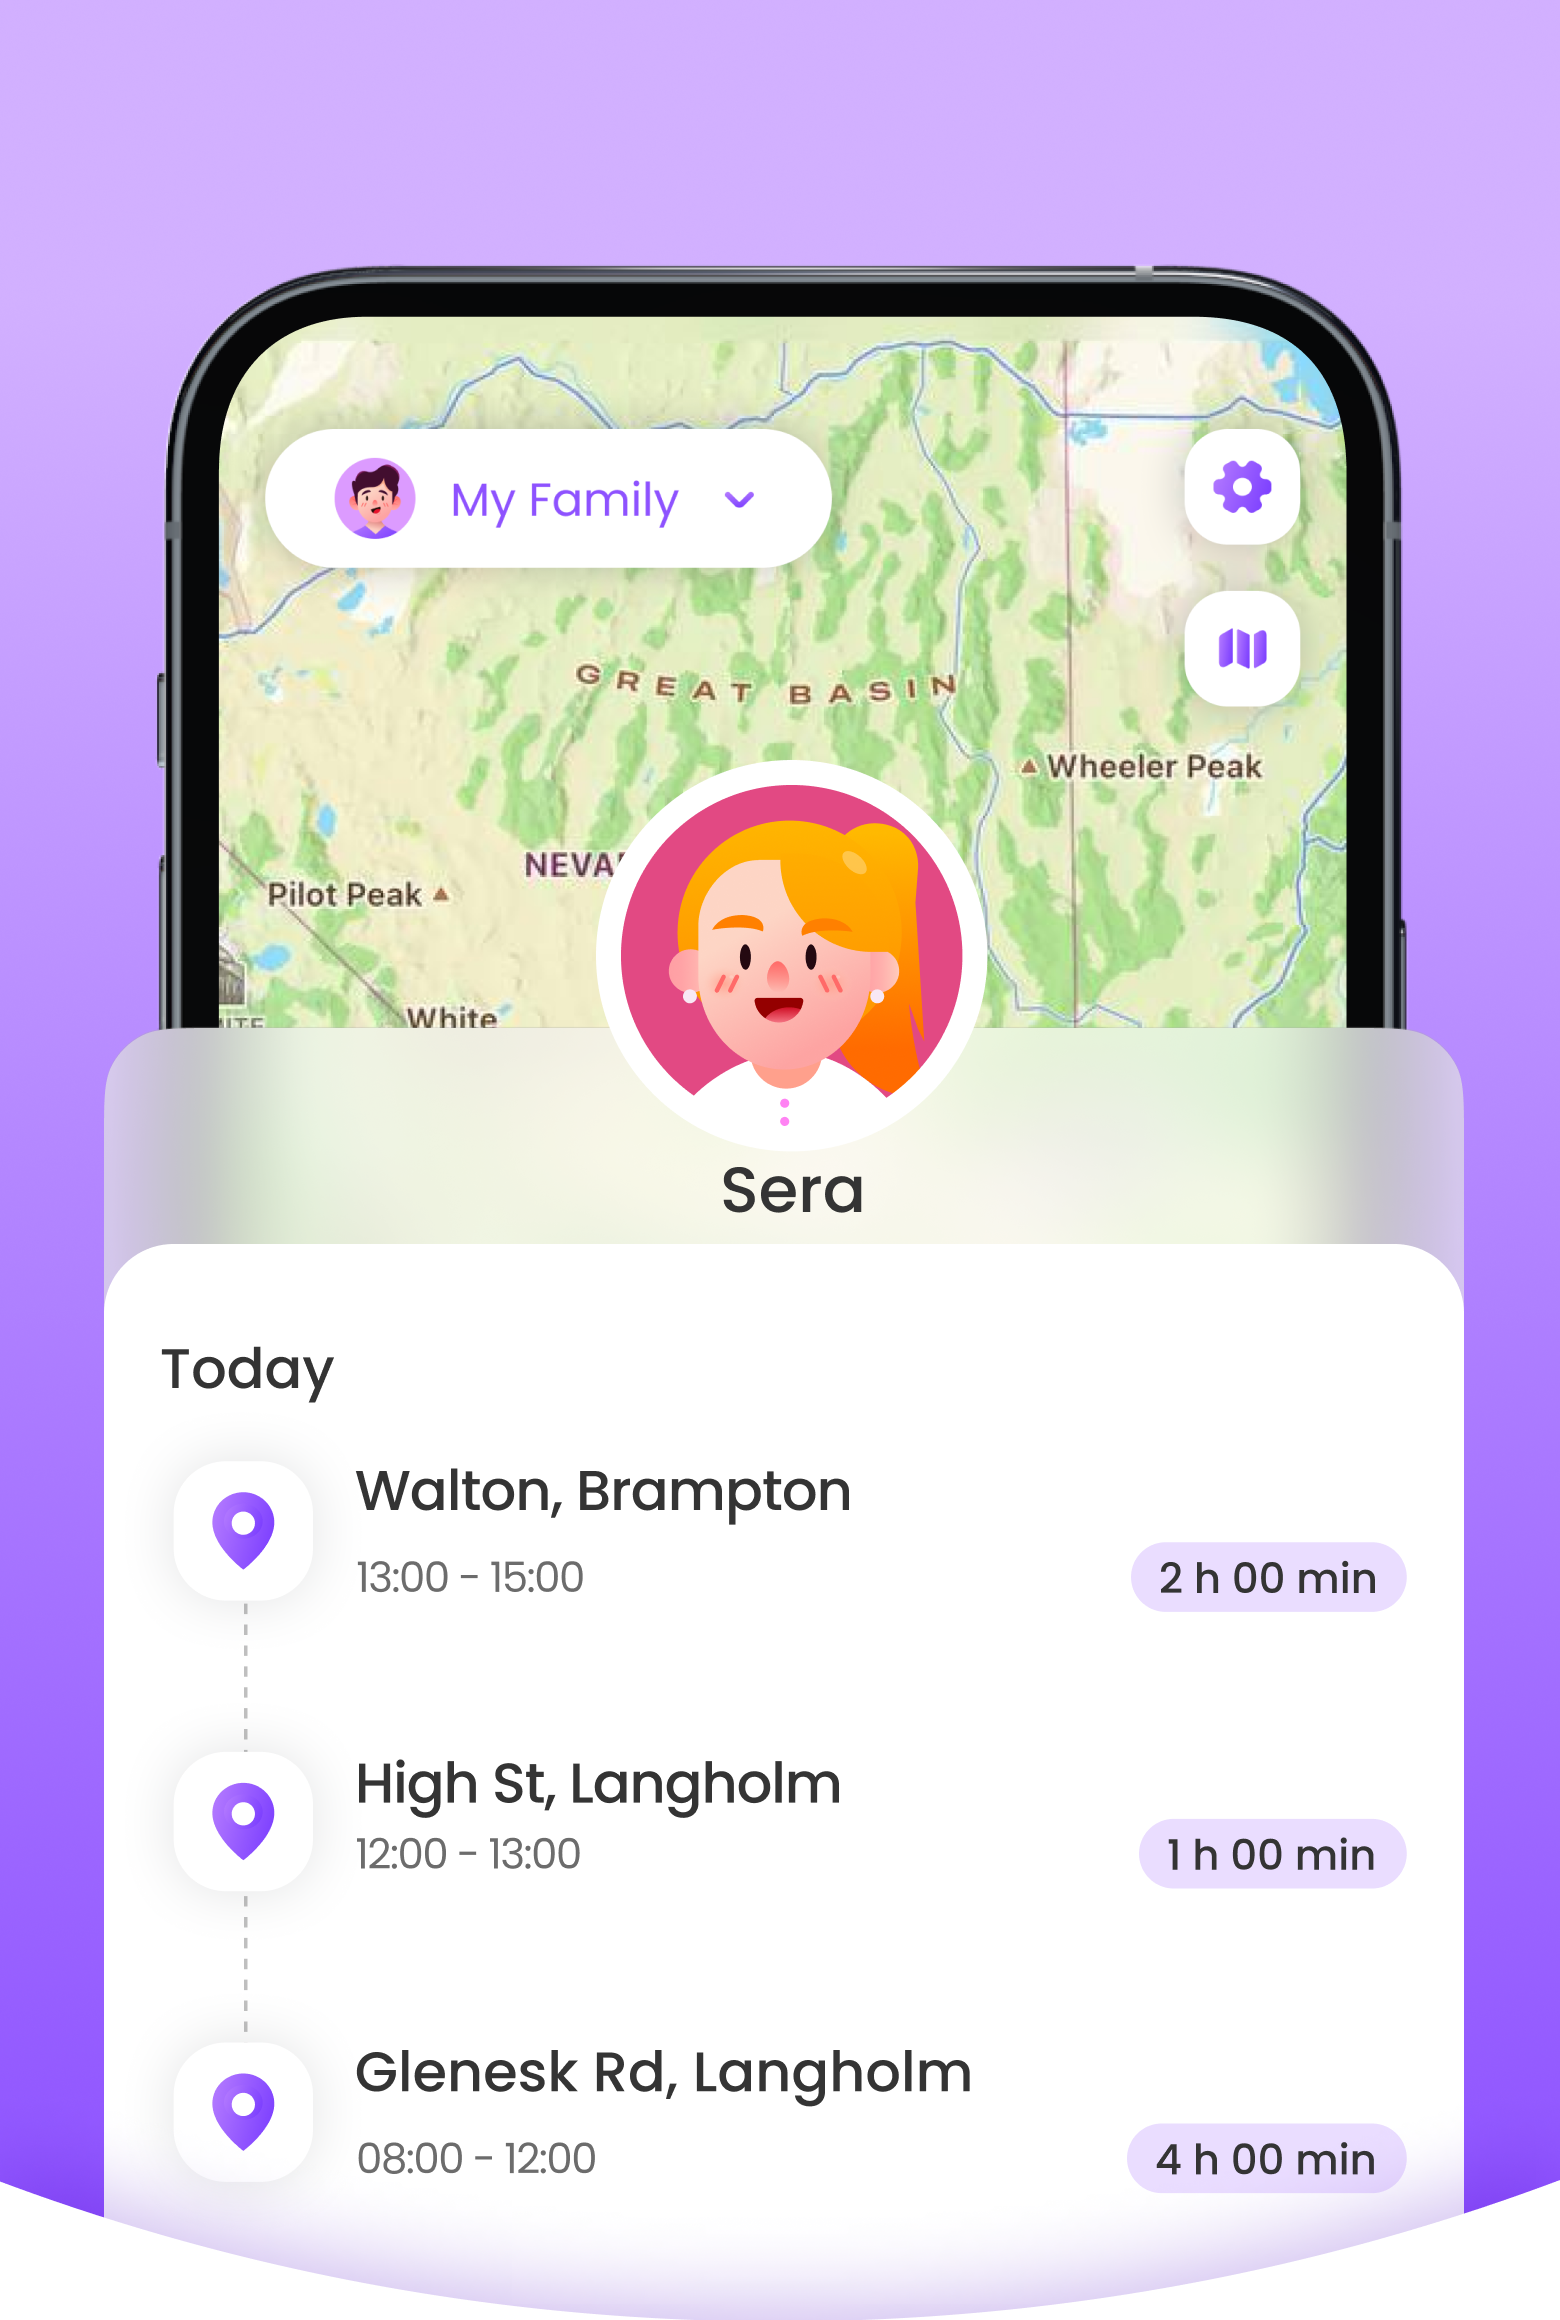 My Family
GREAT BASIN
Wheeler Peak
Pilot Peak
White
Sera
Today
Walton, Brampton
13:00 - 15:00
2 h 00 min
High St, Langholm
12:00 - 13:00
1 h 00 min
Glenesk Rd, Langholm
08:00 - 12:00
4 h 00 min